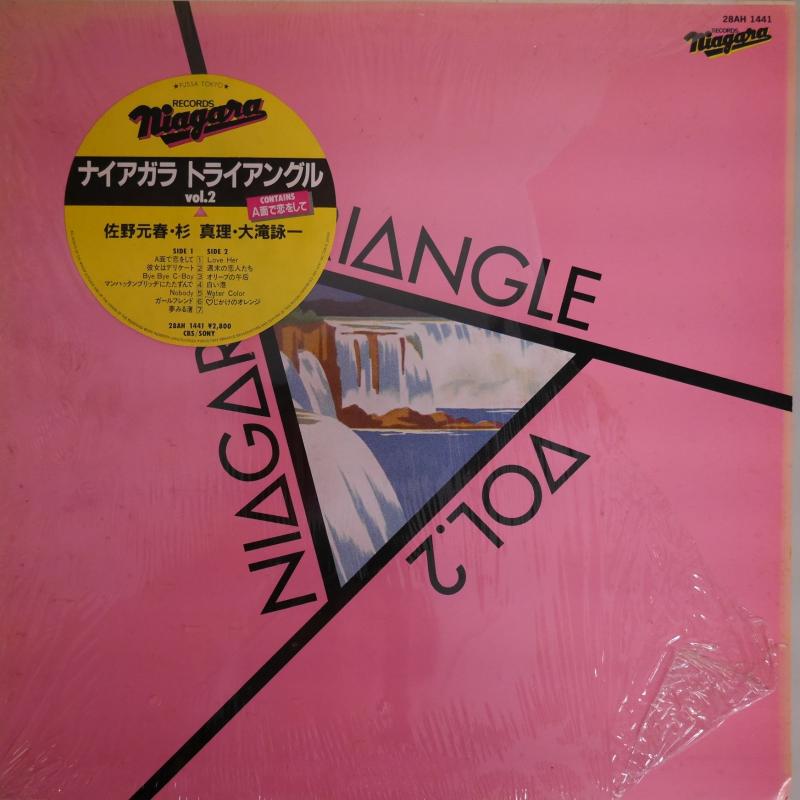 28AH 1441
RECORDS
Niagara
★FUSSA TOKYO★
RECORDS
Niagara
ナイアガラ トライアングル
vol.2
CONTAINS
A面で恋をして
佐野元春・杉 真理・大滝詠一
SIDE 1 SIDE 2
A面で恋をして 1 Love Her
彼女はデリケート 2 週末の恋人たち
Bye Bye C-Boy 3 オリーブの午后
マンハッタンブリッヂにたたずんで 4 白い港
Nobody 5 Water Color
ガールフレンド 6 ♡じかけのオレンジ
夢みる渚 7
28AH 1441 ¥2,800
CBS/SONY
NIAGAR
IANGLE
VOL.2